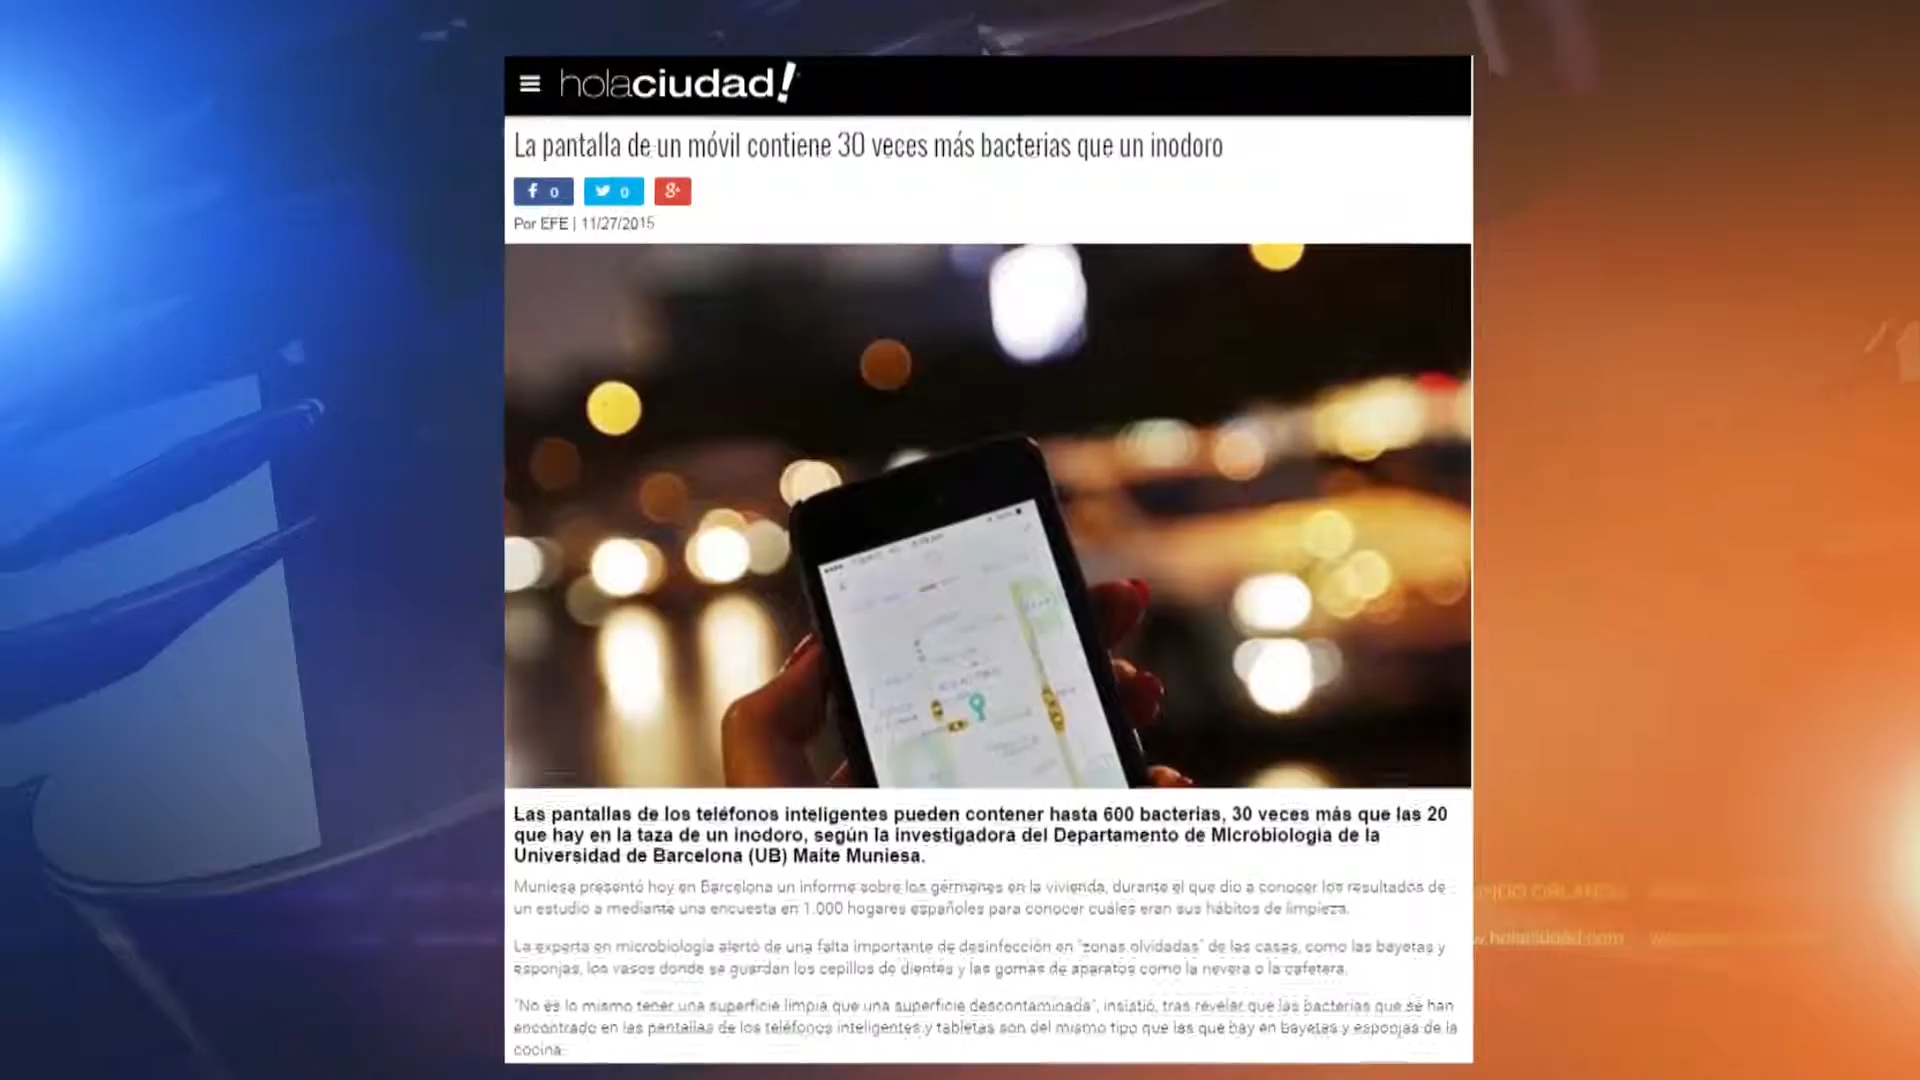 holaciudad!
La pantalla de un móvil contiene 30 veces más bacterias que un inodoro
0 0
Por EFE | 11/27/2015
Las pantallas de los teléfonos inteligentes pueden contener hasta 600 bacterias, 30 veces más que las 20
que hay en la taza de un inodoro, según la investigadora del Departamento de Microbiología de la
Universidad de Barcelona (UB) Maite Muniesa.
Muniesa presentó hoy en Barcelona un informe sobre los gérmenes en la vivienda, durante el que dio a conocer los resultados de
un estudio a mediante una encuesta en 1.000 hogares españoles para conocer cuáles eran sus hábitos de limpieza.
La experta en microbiología alertó de una falta importante de desinfección en "zonas olvidadas" de las casas, como las bayetas y
esponjas, los vasos donde se guardan los cepillos de dientes y las gomas de aparatos como la nevera o la cafetera.
"No es lo mismo tener una superficie limpia que una superficie descontaminada", insistió, tras revelar que las bacterias que se han
encontrado en las pantallas de los teléfonos inteligentes y tabletas son del mismo tipo que las que hay en bayetas y esponjas de la
cocina.